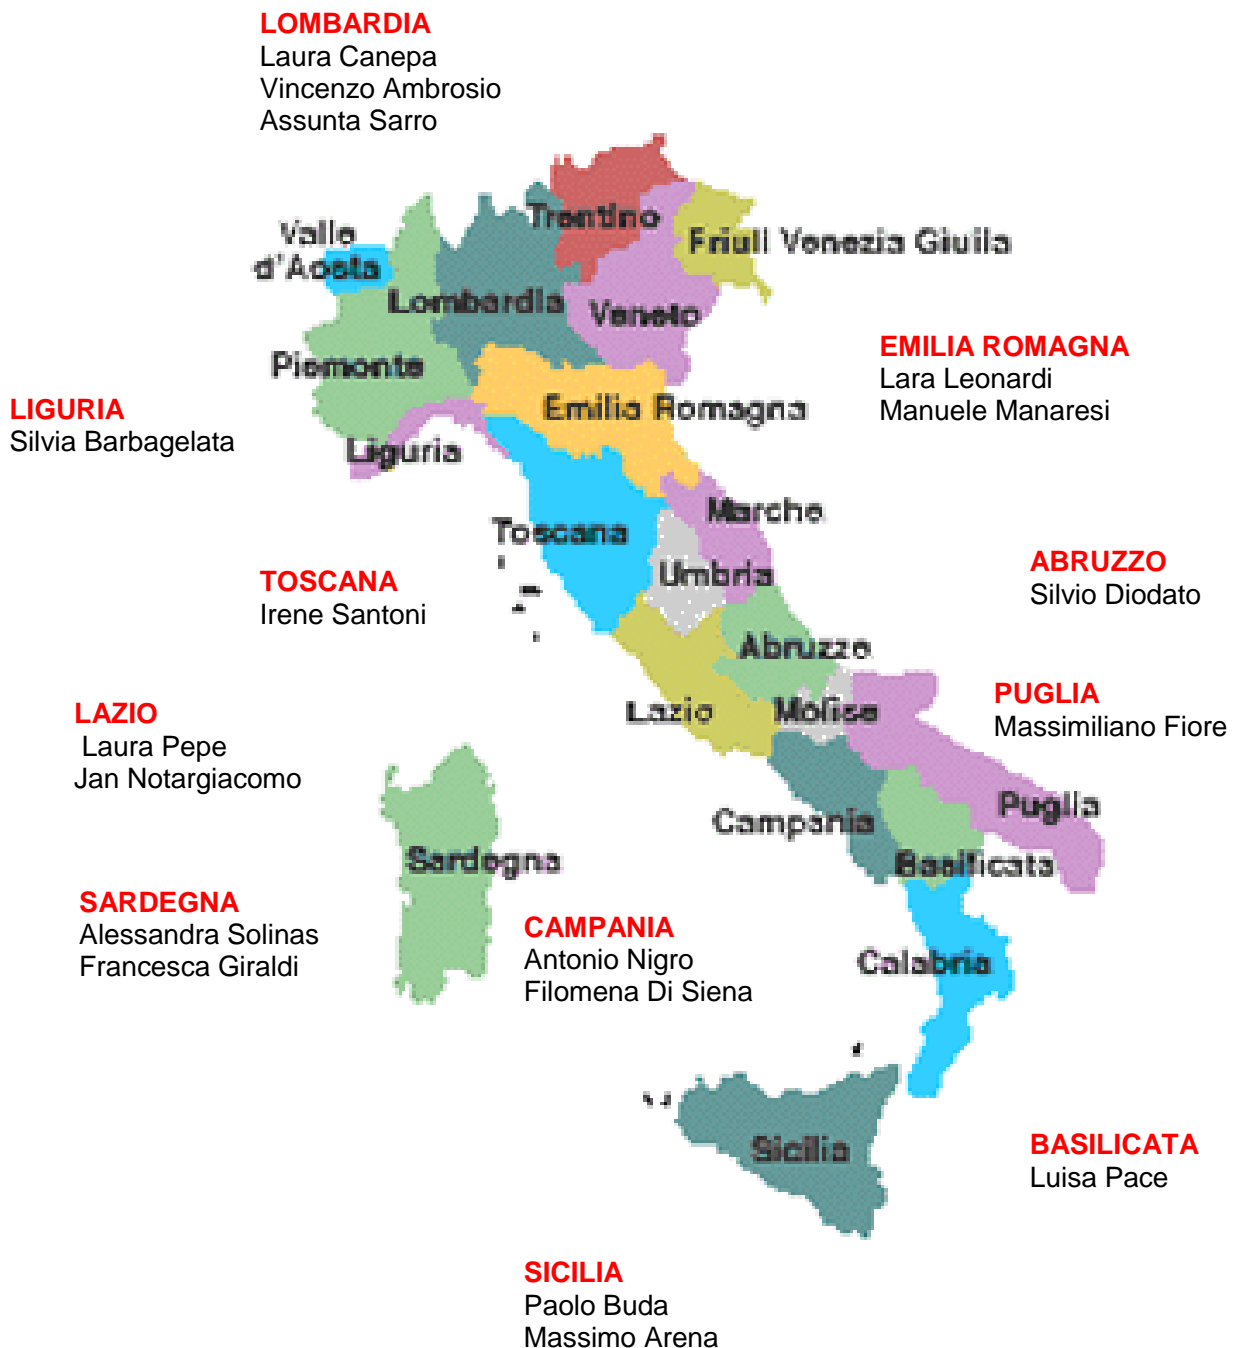 LOMBARDIA
Laura Canepa
Vincenzo Ambrosio
Assunta Sarro
Trentino
Valle
d'Aosta
Friuli Venezia Giulia
Lombardia
Veneto
Piemonte
EMILIA ROMAGNA
Lara Leonardi
Manuele Manaresi
LIGURIA
Silvia Barbagelata
Emilia Romagna
Liguria
Marche
Toscana
Umbria
TOSCANA
Irene Santoni
ABRUZZO
Silvio Diodato
Abruzzo
LAZIO
Laura Pepe
Jan Notargiacomo
Lazio
Molise
PUGLIA
Massimiliano Fiore
Campania
Puglia
Sardegna
Basilicata
SARDEGNA
Alessandra Solinas
Francesca Giraldi
CAMPANIA
Antonio Nigro
Filomena Di Siena
Calabria
Sicilia
BASILICATA
Luisa Pace
SICILIA
Paolo Buda
Massimo Arena